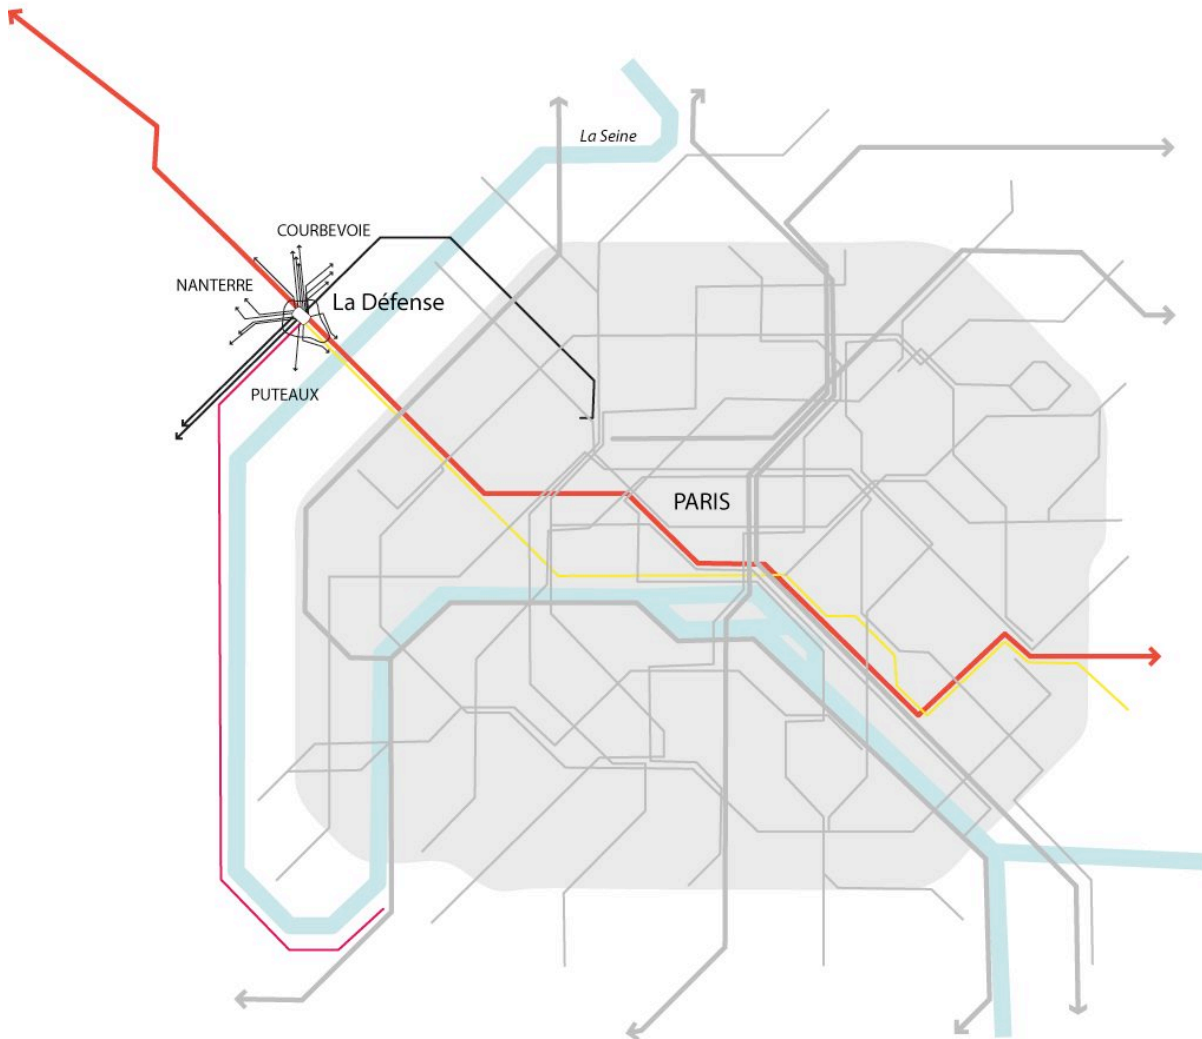 La Seine
COURBEVOIE
NANTERRE
La Défense
PUTEAUX
PARIS